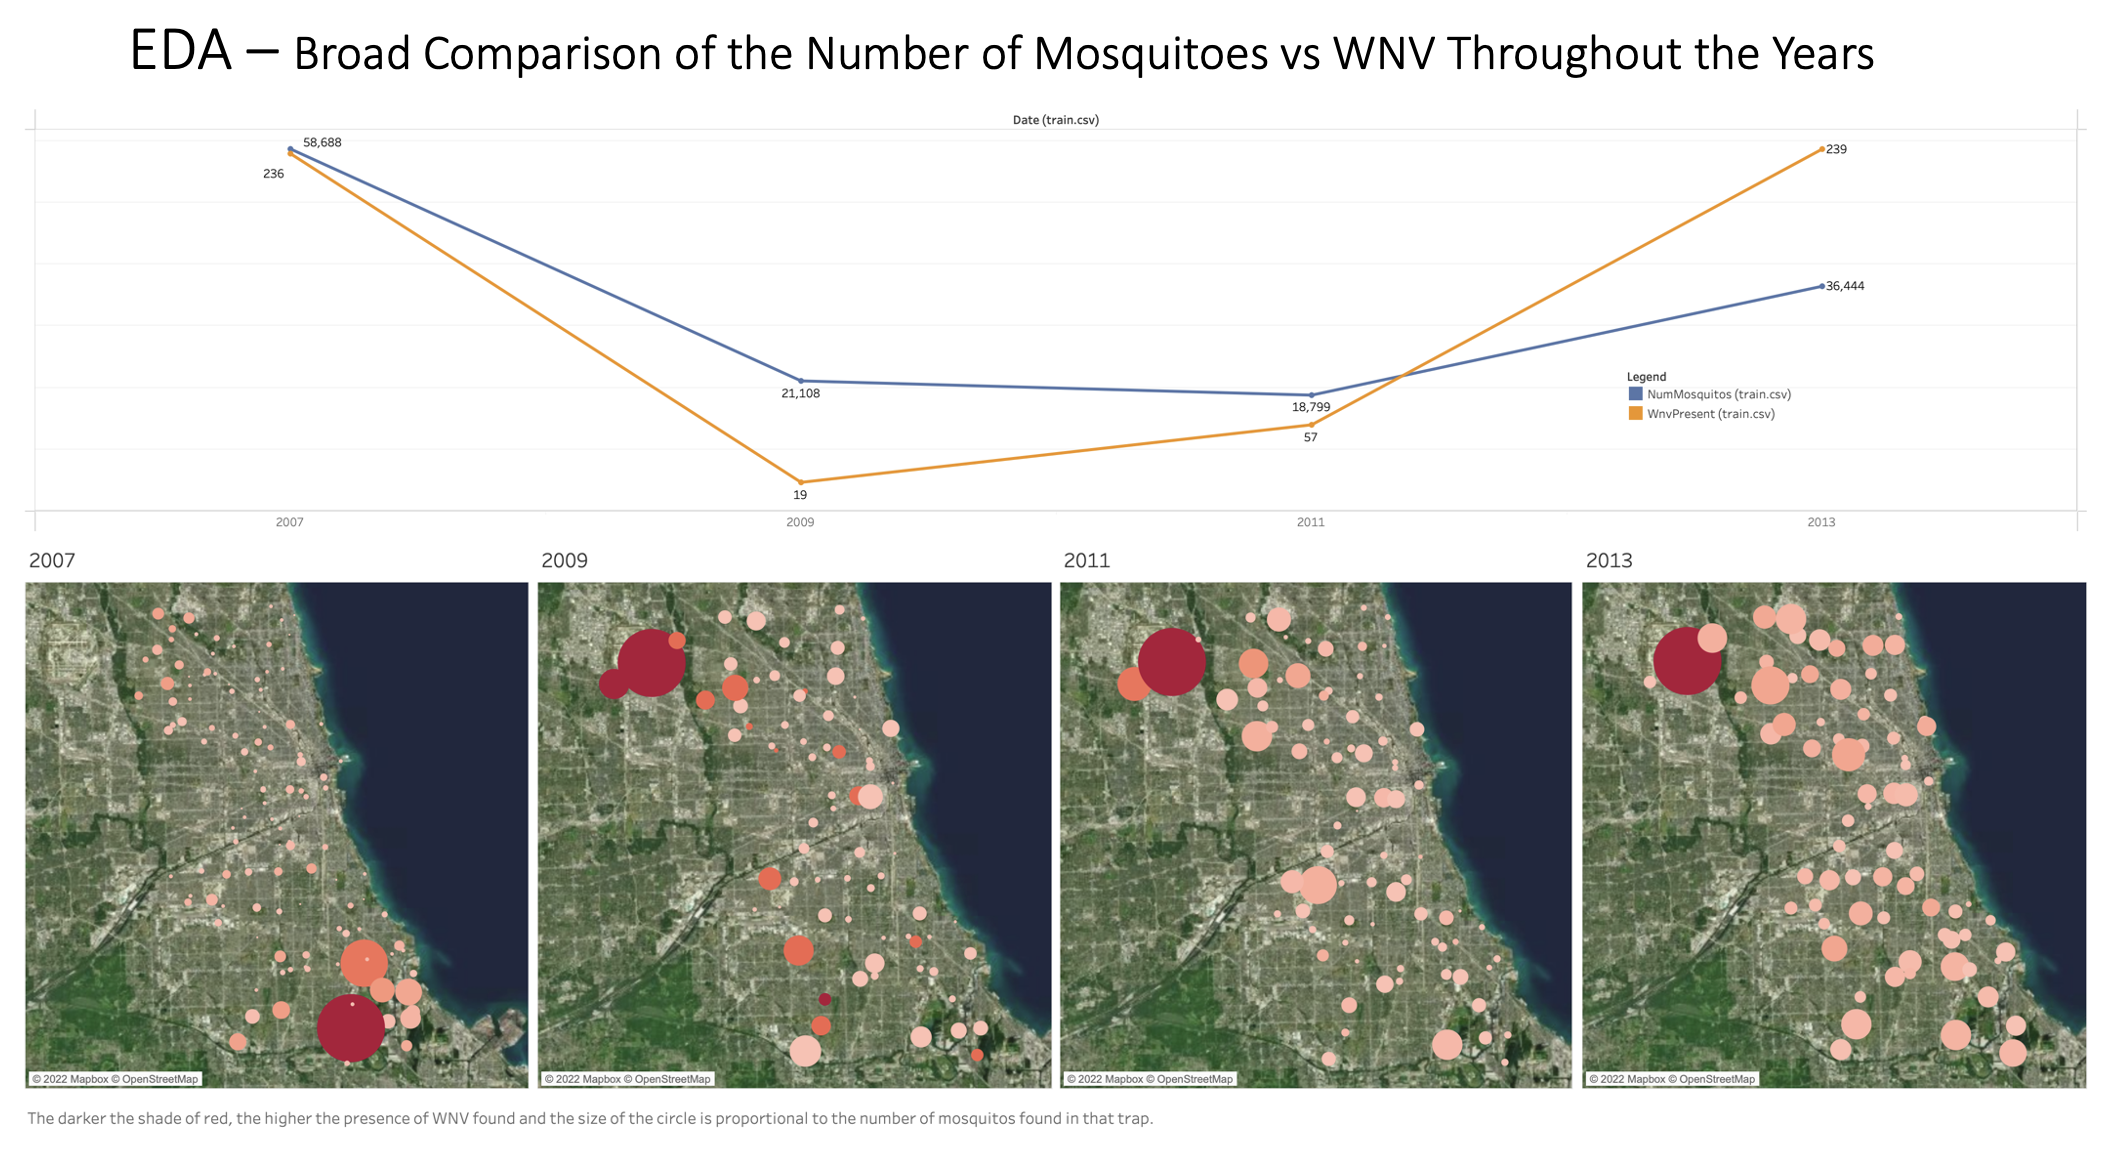 EDA – Broad Comparison of the Number of Mosquitoes vs WNV Throughout the Years
Date (train.csv)
58,688
236
239
36,444
21,108
18,799
57
19
Legend
NumMosquitos (train.csv)
WnvPresent (train.csv)
2007
2009
2011
2013
2007
2009
2011
2013
© 2022 Mapbox © OpenStreetMap
© 2022 Mapbox © OpenStreetMap
© 2022 Mapbox © OpenStreetMap
© 2022 Mapbox © OpenStreetMap
The darker the shade of red, the higher the presence of WNV found and the size of the circle is proportional to the number of mosquitos found in that trap.